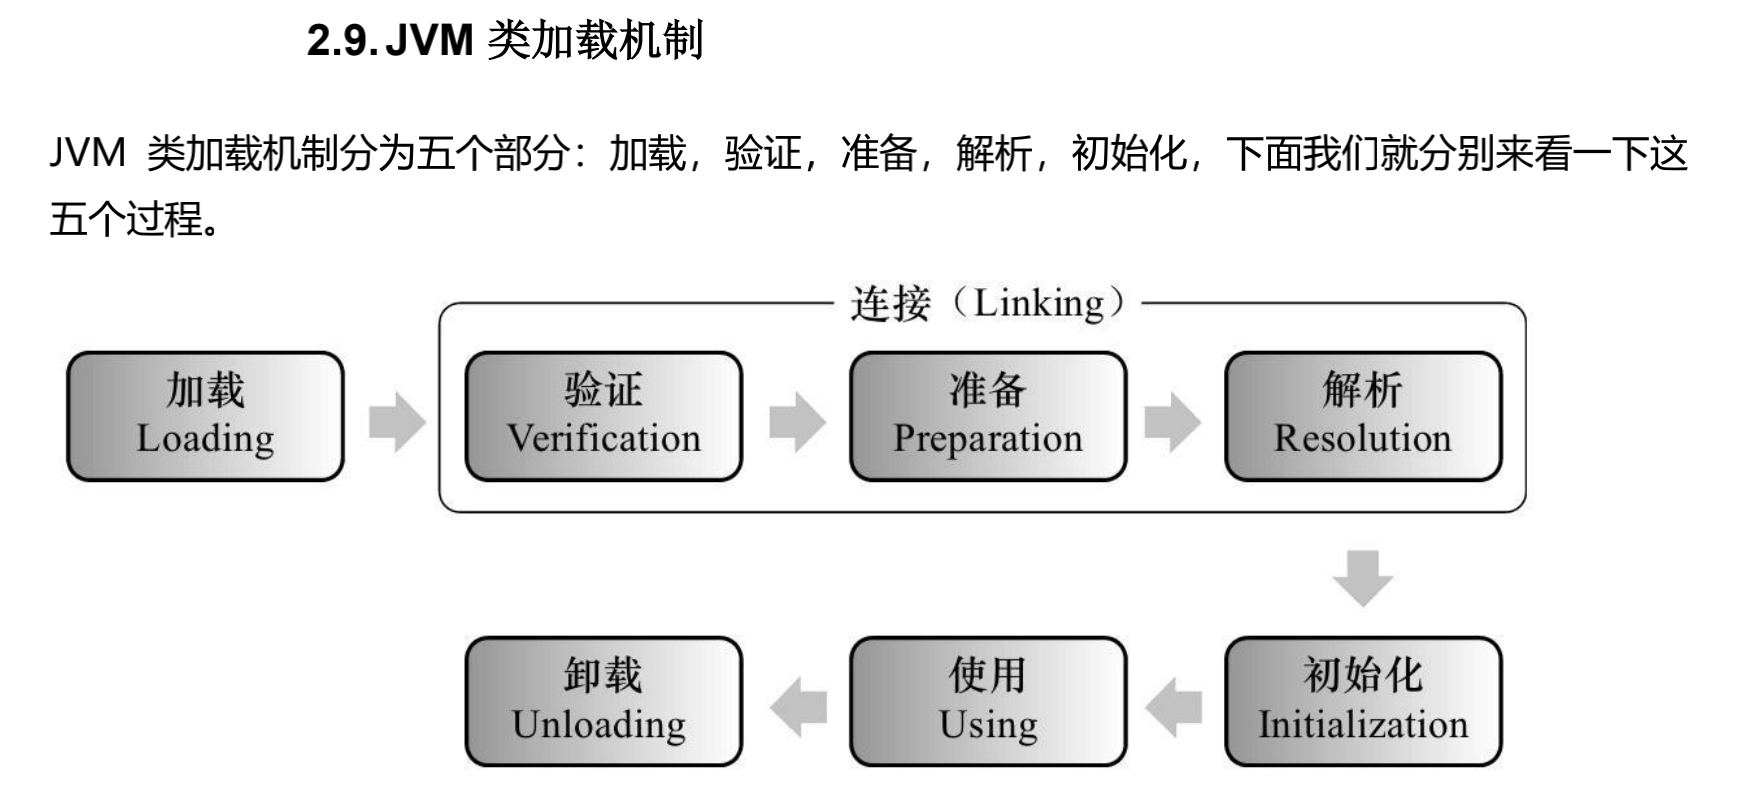 2.9. JVM 类加载机制
JVM 类加载机制分为五个部分：加载，验证，准备，解析，初始化，下面我们就分别来看一下这
五个过程。
连接（Linking）
加载
Loading
验证
Verification
准备
Preparation
解析
Resolution
初始化
Initialization
使用
Using
卸载
Unloading